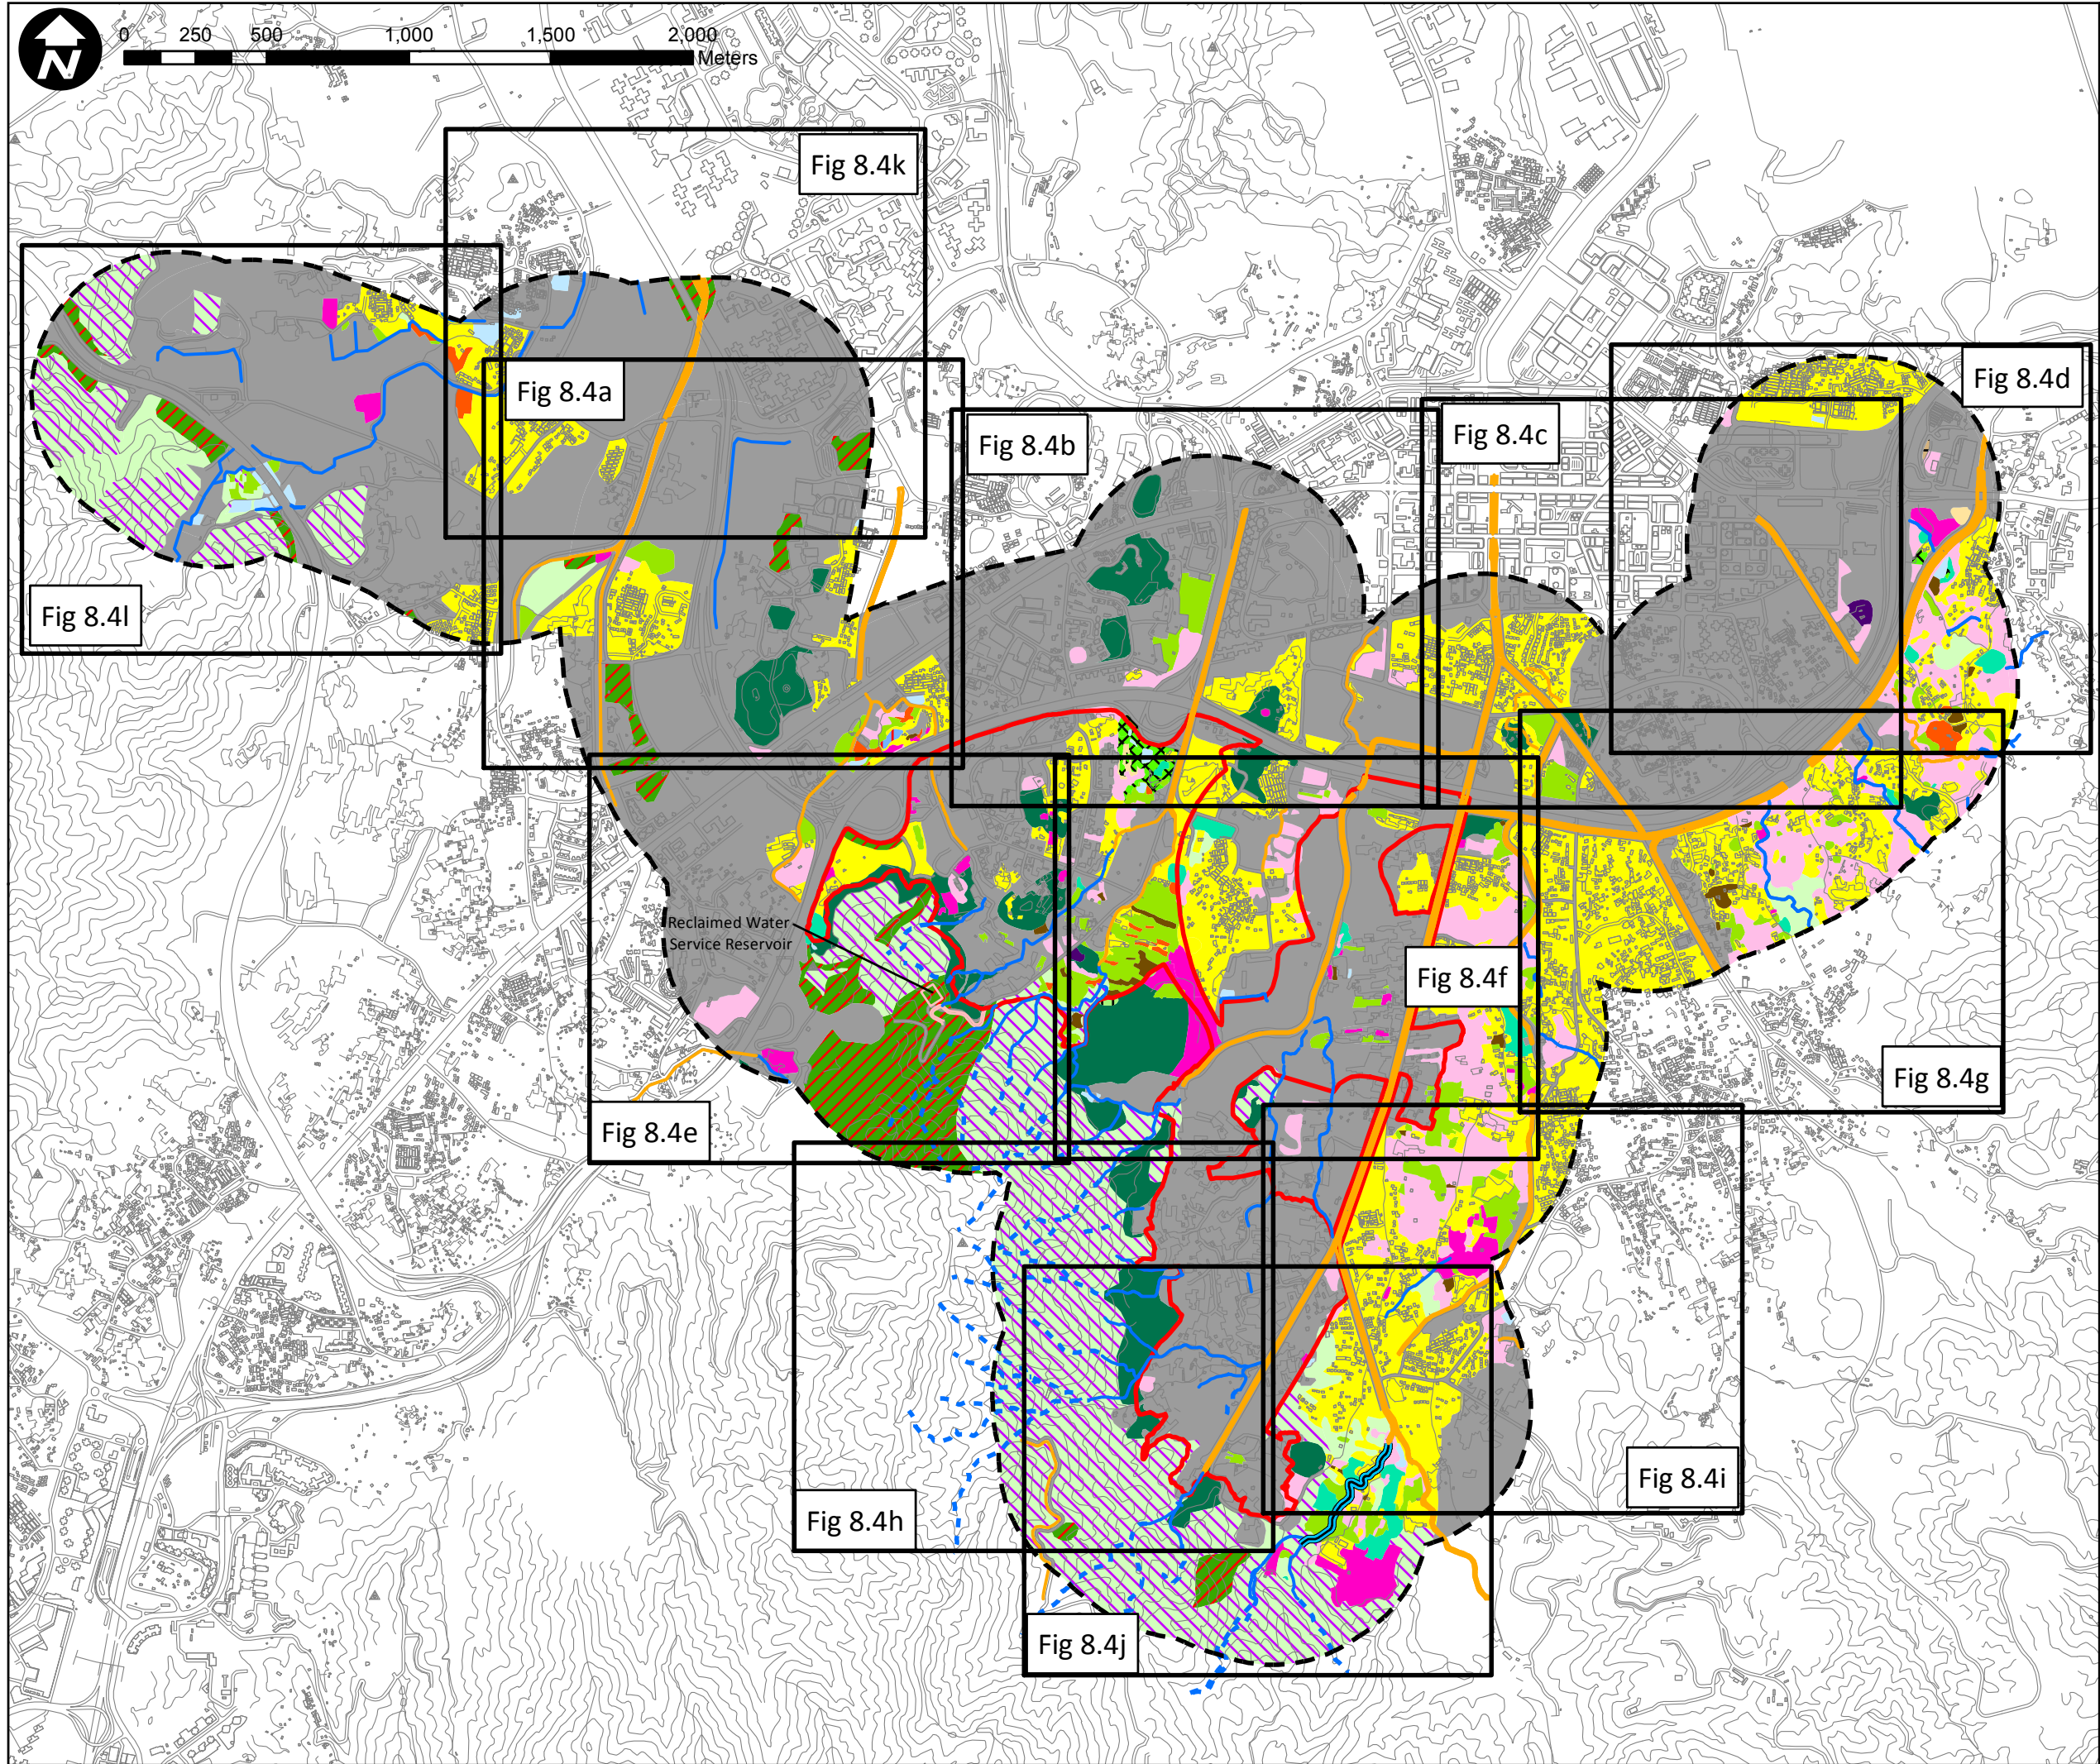 N
0 250 500 1,000 1,500 2,000
Meters
Fig 8.4k
Fig 8.4a
Fig 8.4d
Fig 8.4b
Fig 8.4c
Fig 8.4l
Reclaimed Water
Service Reservoir
Fig 8.4f
Fig 8.4g
Fig 8.4e
Fig 8.4i
Fig 8.4h
Fig 8.4j